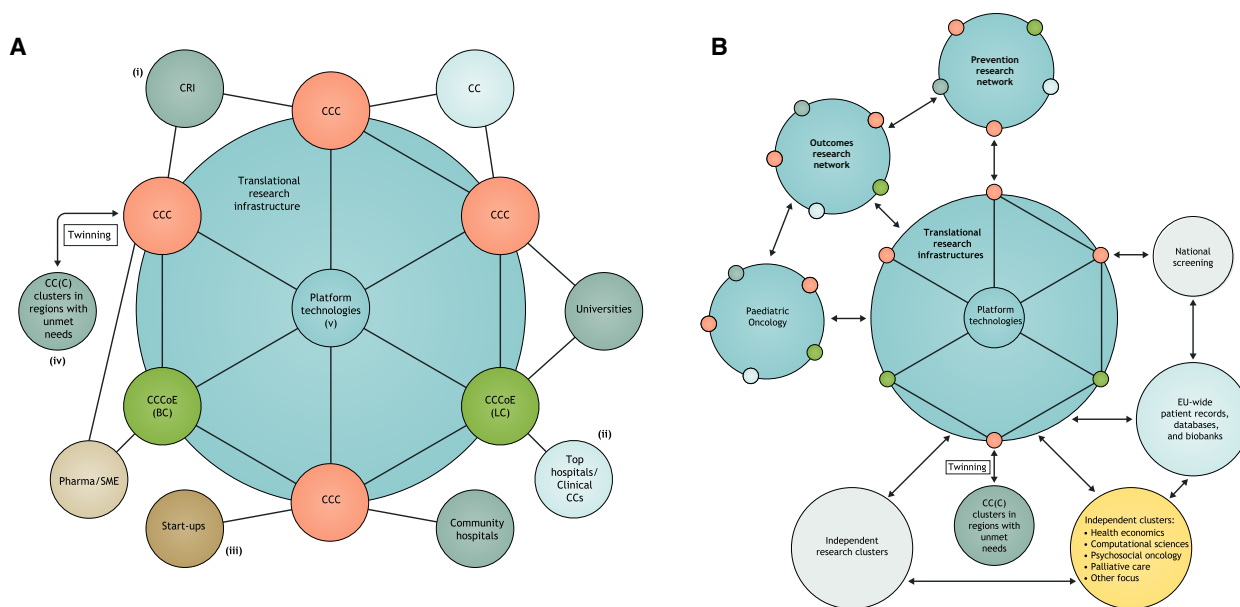 A
(i)
CRI
CCC
CC
Translational
research
infrastructure
CCC
CCC
Twinning
CC(C)
clusters in
regions with
unmet
needs
(iv)
Platform
technologies
(v)
Universities
CCCoE
(BC)
CCCoE
(LC)
(ii)
Pharma/SME
Top
hospitals/
Clinical
CCs
CCC
Start-ups
(iii)
Community
hospitals
B
Prevention
research
network
Outcomes
research
network
Translational
research
infrastructures
National
screening
Paediatric
Oncology
Platform
technologies
EU-wide
patient records,
databases,
and biobanks
Twinning
CC(C)
clusters in
regions with
unmet
needs
Independent
research clusters
Independent clusters:
• Health economics
• Computational sciences
• Psychosocial oncology
• Palliative care
• Other focus